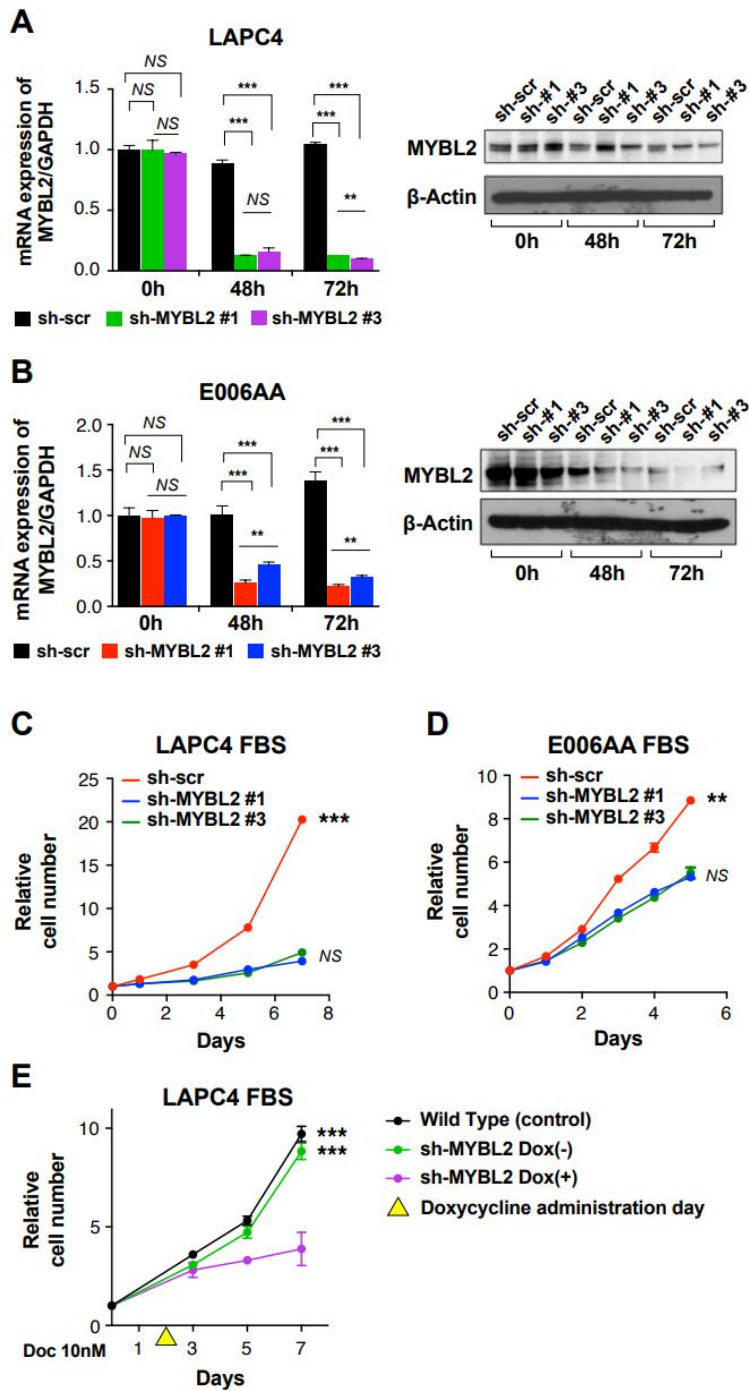 A
LAPC4
mRNA expression of
MYBL2/GAPDH
1.5
1.0
0.5
0.0
NS
NS
NS
***
***
NS
***
***
**
0h
48h
72h
sh-scr sh-MYBL2 #1 sh-MYBL2 #3
sh-scr sh-#1 sh-#3 sh-scr sh-#1 sh-#3 sh-scr sh-#1 sh-#3
MYBL2
β-Actin
0h
48h
72h
B
E006AA
mRNA expression of
MYBL2/GAPDH
2.0
1.5
1.0
0.5
0.0
NS
NS
NS
***
***
**
***
***
**
0h
48h
72h
sh-scr sh-MYBL2 #1 sh-MYBL2 #3
sh-scr sh-#1 sh-#3 sh-scr sh-#1 sh-#3 sh-scr sh-#1 sh-#3
MYBL2
β-Actin
0h
48h
72h
C
LAPC4 FBS
Relative
cell number
25
20
15
10
5
0
sh-scr
sh-MYBL2 #1
sh-MYBL2 #3
***
NS
0 2 4 6 8
Days
D
E006AA FBS
Relative
cell number
10
8
6
4
2
0
sh-scr
sh-MYBL2 #1
sh-MYBL2 #3
**
NS
0 2 4 6
Days
E
LAPC4 FBS
Relative
cell number
10
5
0
***
***
Doc 10nM
1 3 5 7
Days
Wild Type (control)
sh-MYBL2 Dox(-)
sh-MYBL2 Dox(+)
Doxycycline administration day